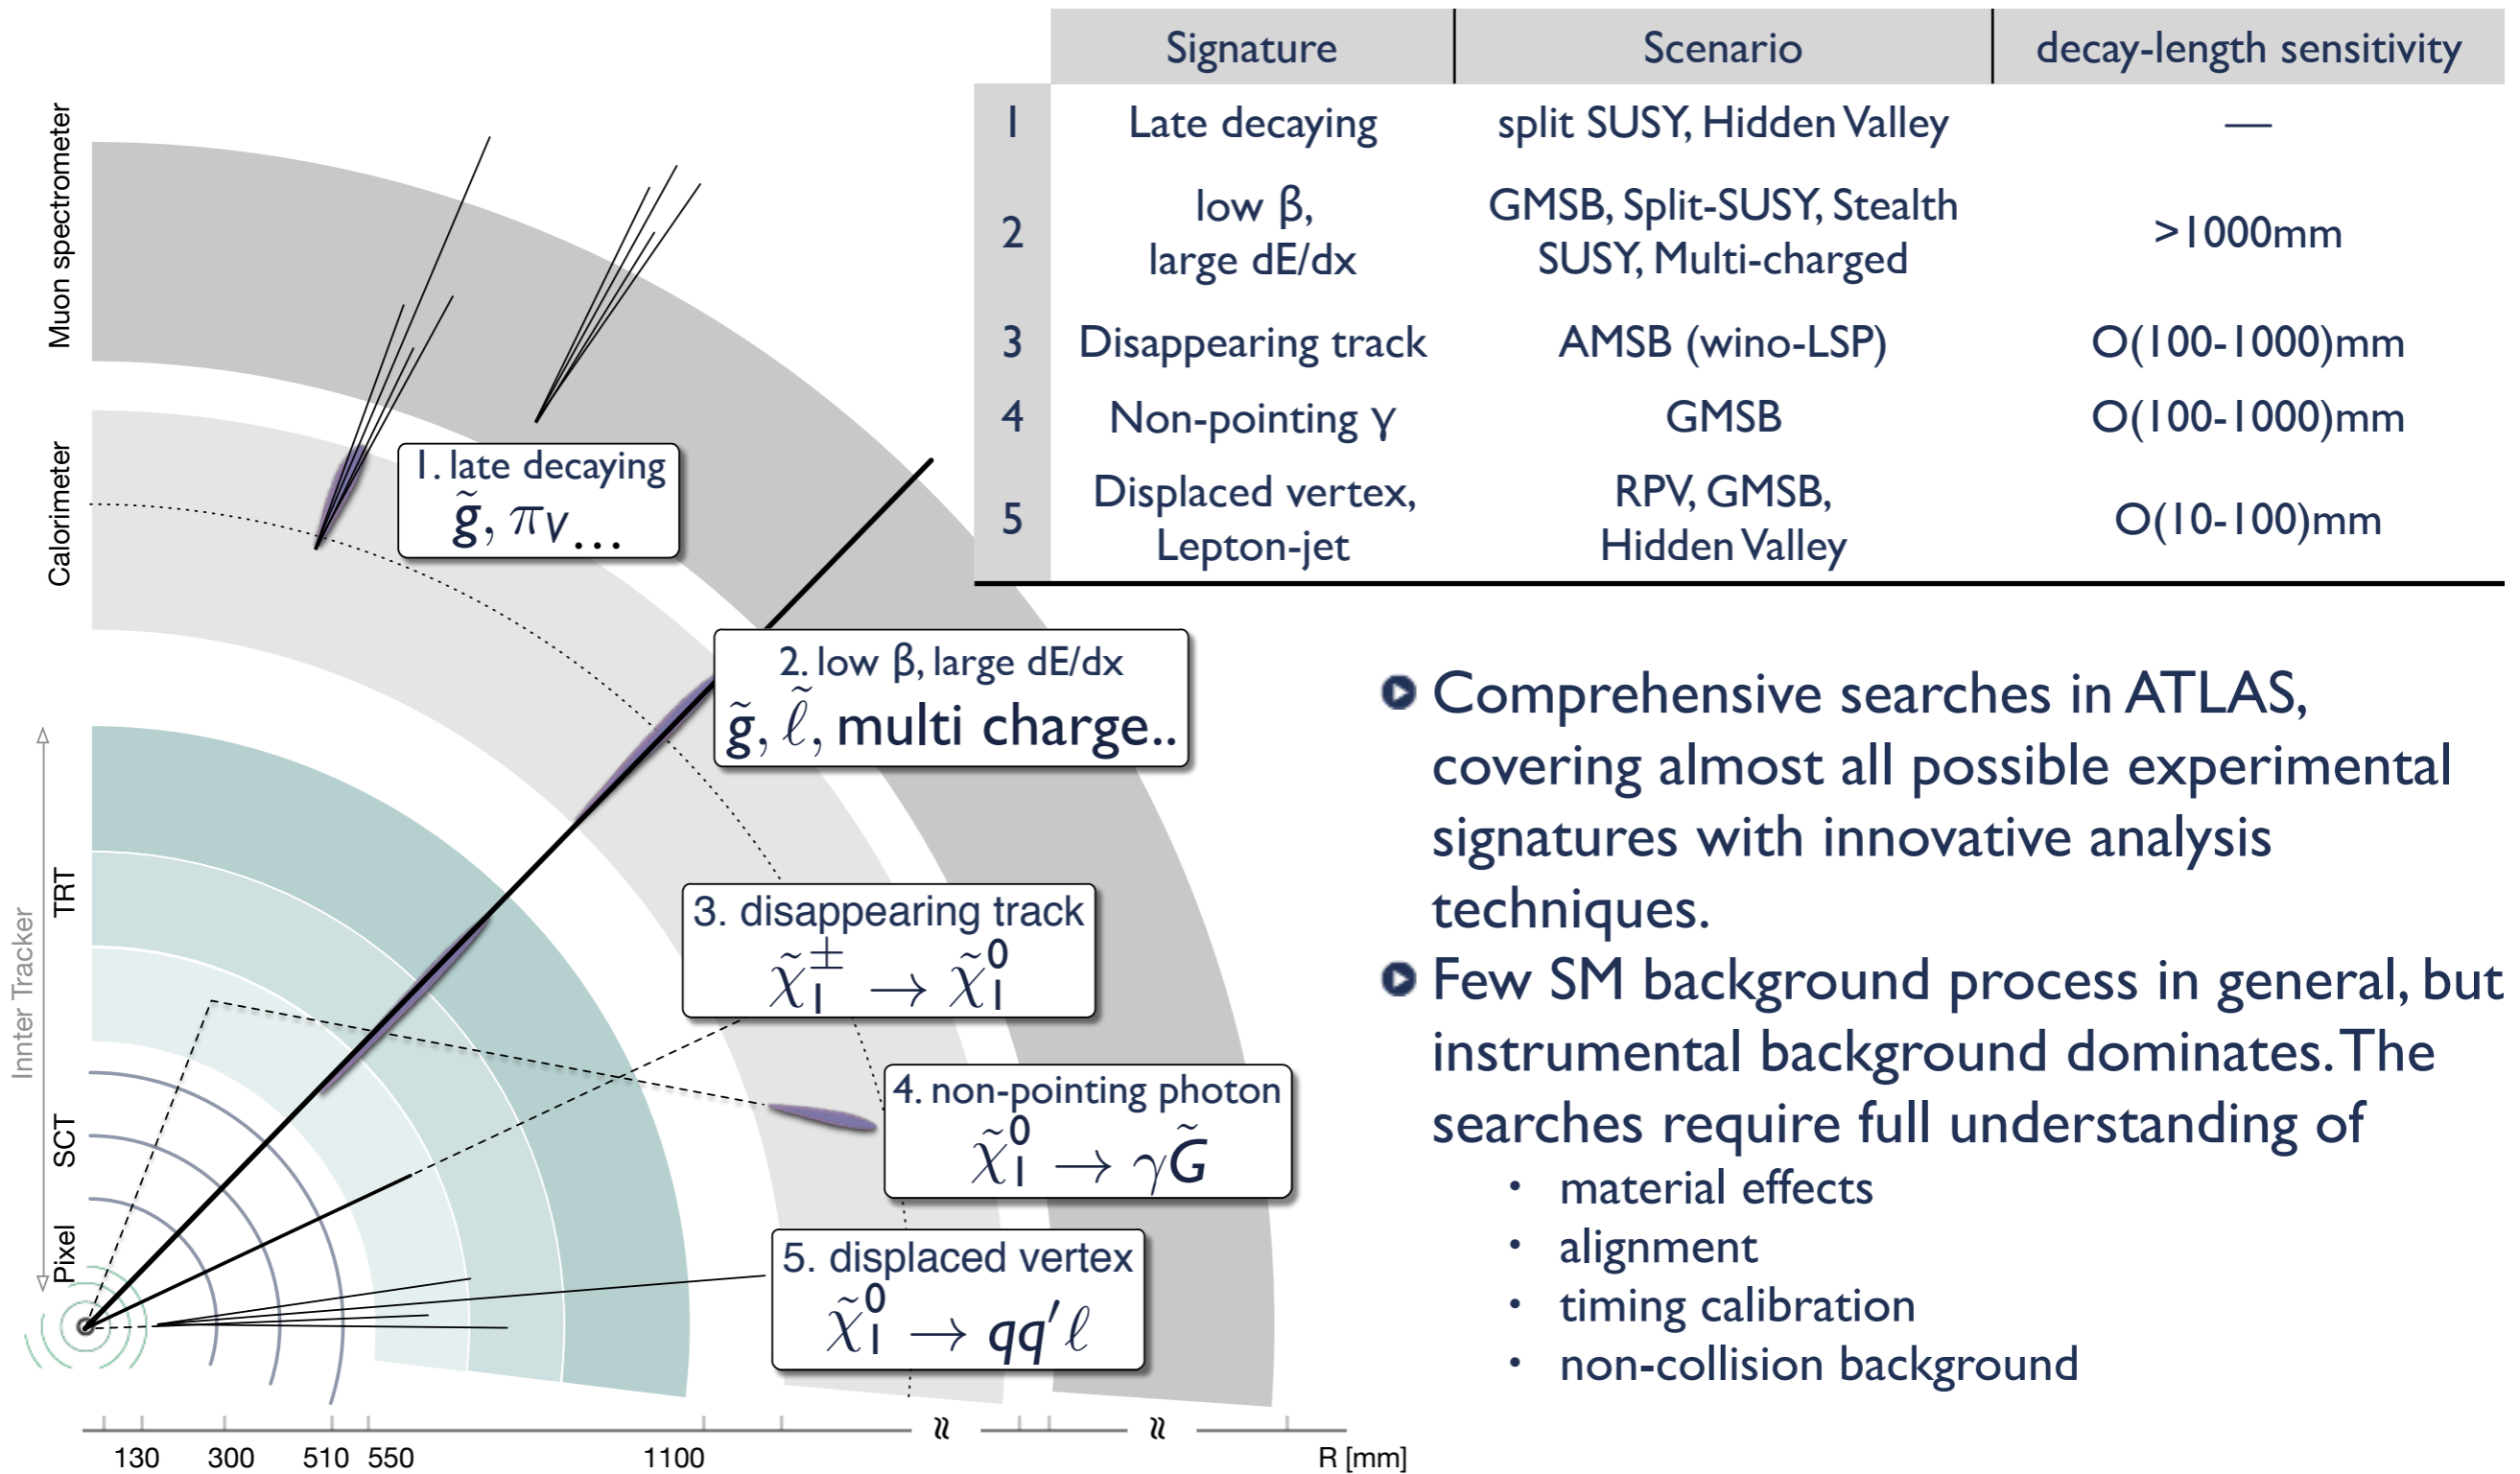 Signature Scenario decay-length sensitivity
1 Late decaying split SUSY, Hidden Valley —
2 low β, large dE/dx GMSB, Split-SUSY, Stealth SUSY, Multi-charged >1000mm
3 Disappearing track AMSB (wino-LSP) O(100-1000)mm
4 Non-pointing γ GMSB O(100-1000)mm
5 Displaced vertex, Lepton-jet RPV, GMSB, Hidden Valley O(10-100)mm
Muon spectrometer
Calorimeter
Innter Tracker
TRT
SCT
Pixel
1. late decaying
g̃, πv...
2. low β, large dE/dx
g̃, ℓ̃, multi charge..
3. disappearing track
χ̃₁± → χ̃₁⁰
4. non-pointing photon
χ̃₁⁰ → γG̃
5. displaced vertex
χ̃₁⁰ → qq′ℓ
130 300 510 550 1100 R [mm]
Comprehensive searches in ATLAS,
covering almost all possible experimental
signatures with innovative analysis
techniques.
Few SM background process in general, but
instrumental background dominates. The
searches require full understanding of
• material effects
• alignment
• timing calibration
• non-collision background